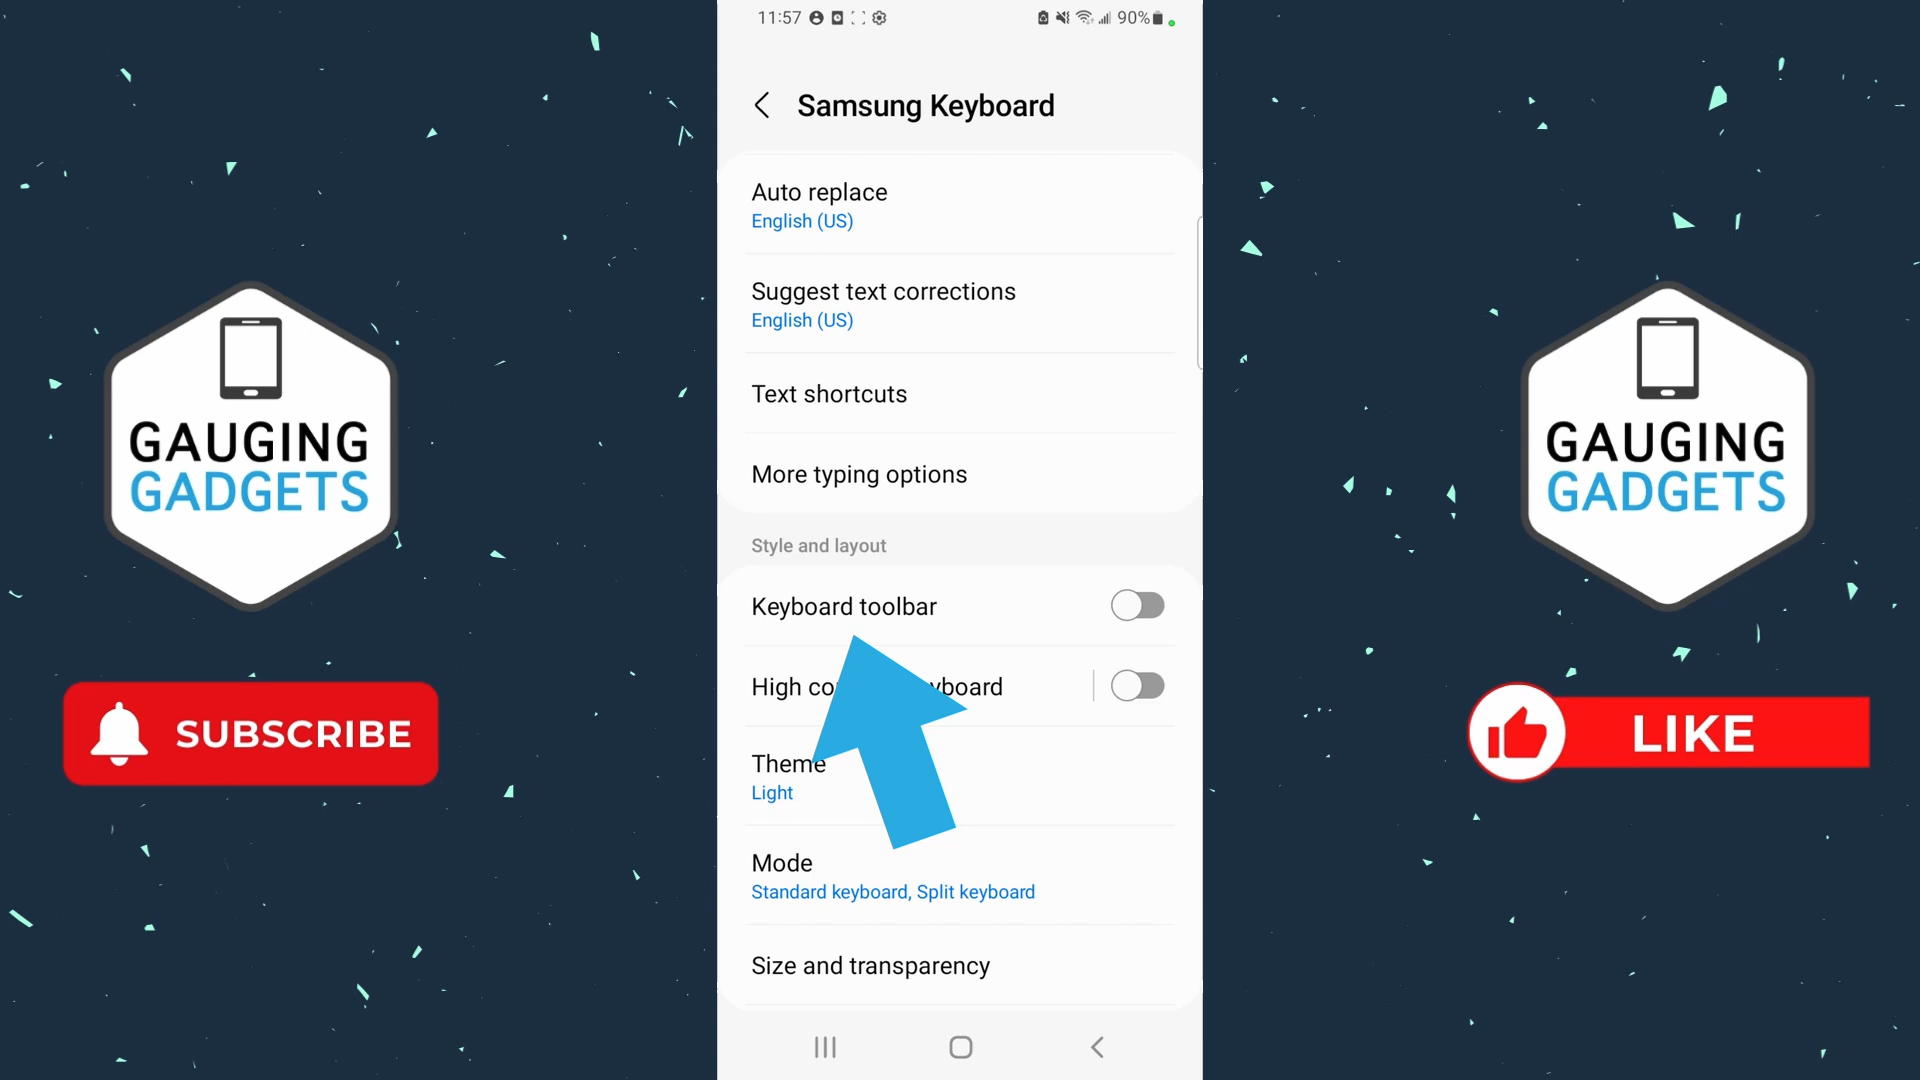 11:57
90%
Samsung Keyboard
Auto replace
English (US)
Suggest text corrections
English (US)
Text shortcuts
More typing options
Style and layout
Keyboard toolbar
High co yboard
Theme
Light
Mode
Standard keyboard, Split keyboard
Size and transparency
GAUGING
GADGETS
SUBSCRIBE
GAUGING
GADGETS
LIKE